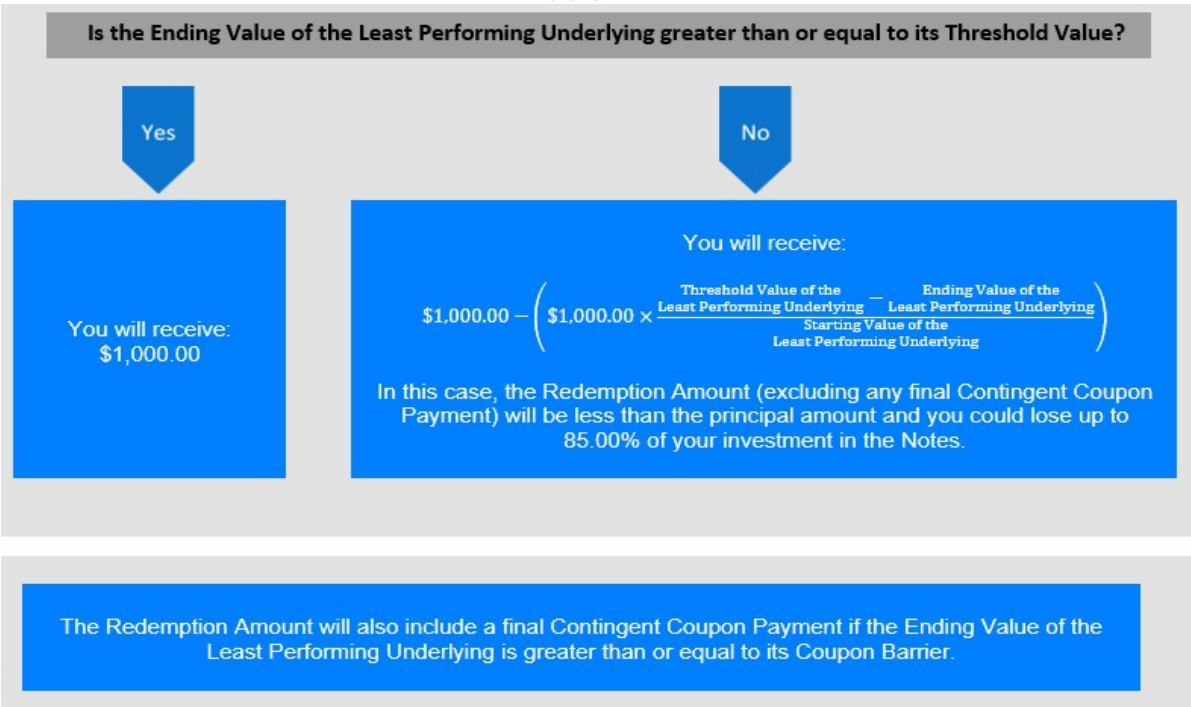 Is the Ending Value of the Least Performing Underlying greater than or equal to its Threshold Value?
Yes
No
You will receive:
$1,000.00
You will receive:
$1,000.00 − ( $1,000.00 × (Threshold Value of the Least Performing Underlying − Ending Value of the Least Performing Underlying) / Starting Value of the Least Performing Underlying )
In this case, the Redemption Amount (excluding any final Contingent Coupon
Payment) will be less than the principal amount and you could lose up to
85.00% of your investment in the Notes.
The Redemption Amount will also include a final Contingent Coupon Payment if the Ending Value of the
Least Performing Underlying is greater than or equal to its Coupon Barrier.